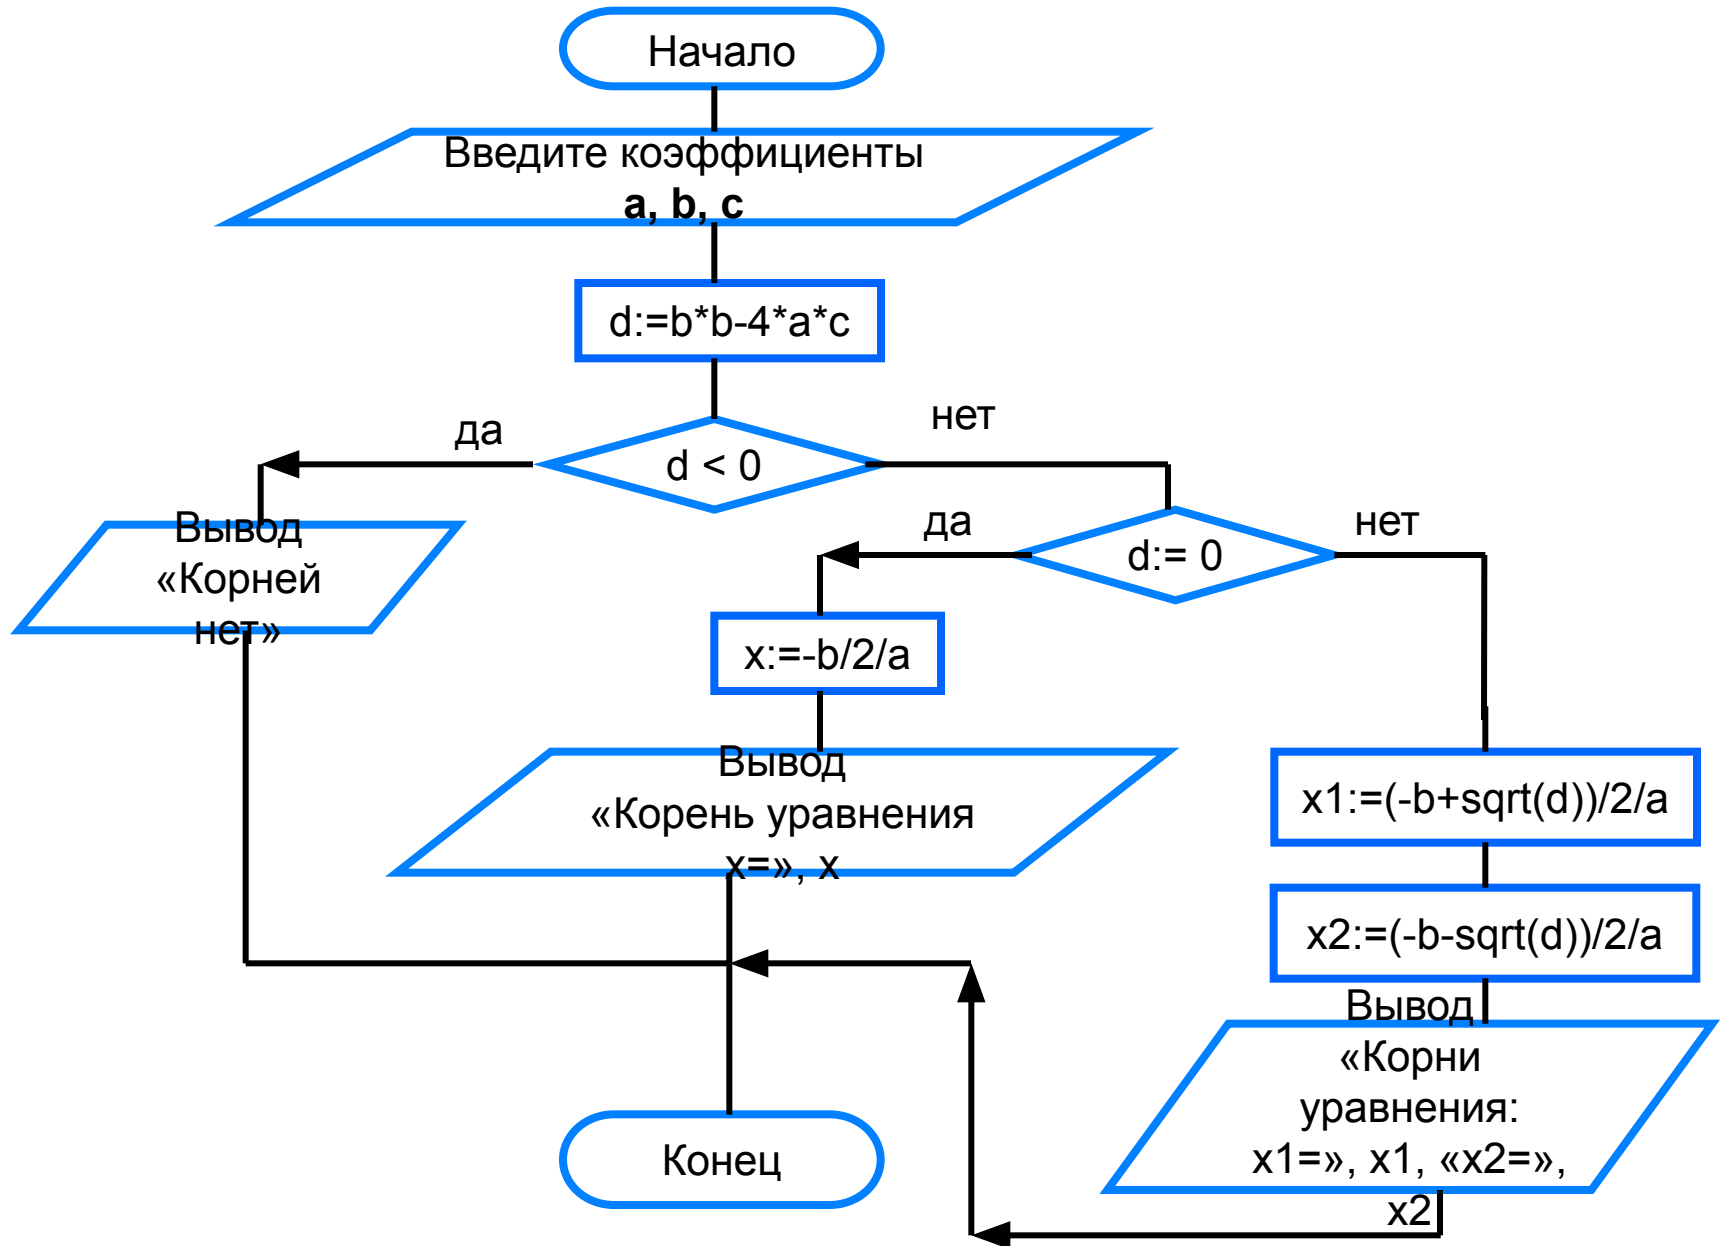 Начало
Введите коэффициенты
a, b, c
d:=b*b-4*a*c
да
нет
d < 0
Вывод
«Корней
нет»
да
нет
d:= 0
x:=-b/2/a
Вывод
«Корень уравнения
x=», x
x1:=(-b+sqrt(d))/2/a
x2:=(-b-sqrt(d))/2/a
Вывод
«Корни
уравнения:
x1=», x1, «x2=»,
x2
Конец